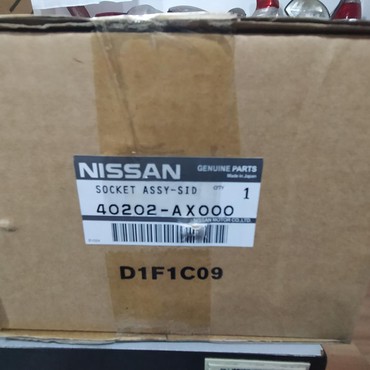 NISSAN GENUINE PARTS
Made in Japan
SOCKET ASSY-SID QTY 1
40202-AX000
NISSAN MOTOR CO.,LTD.
D1F1C09